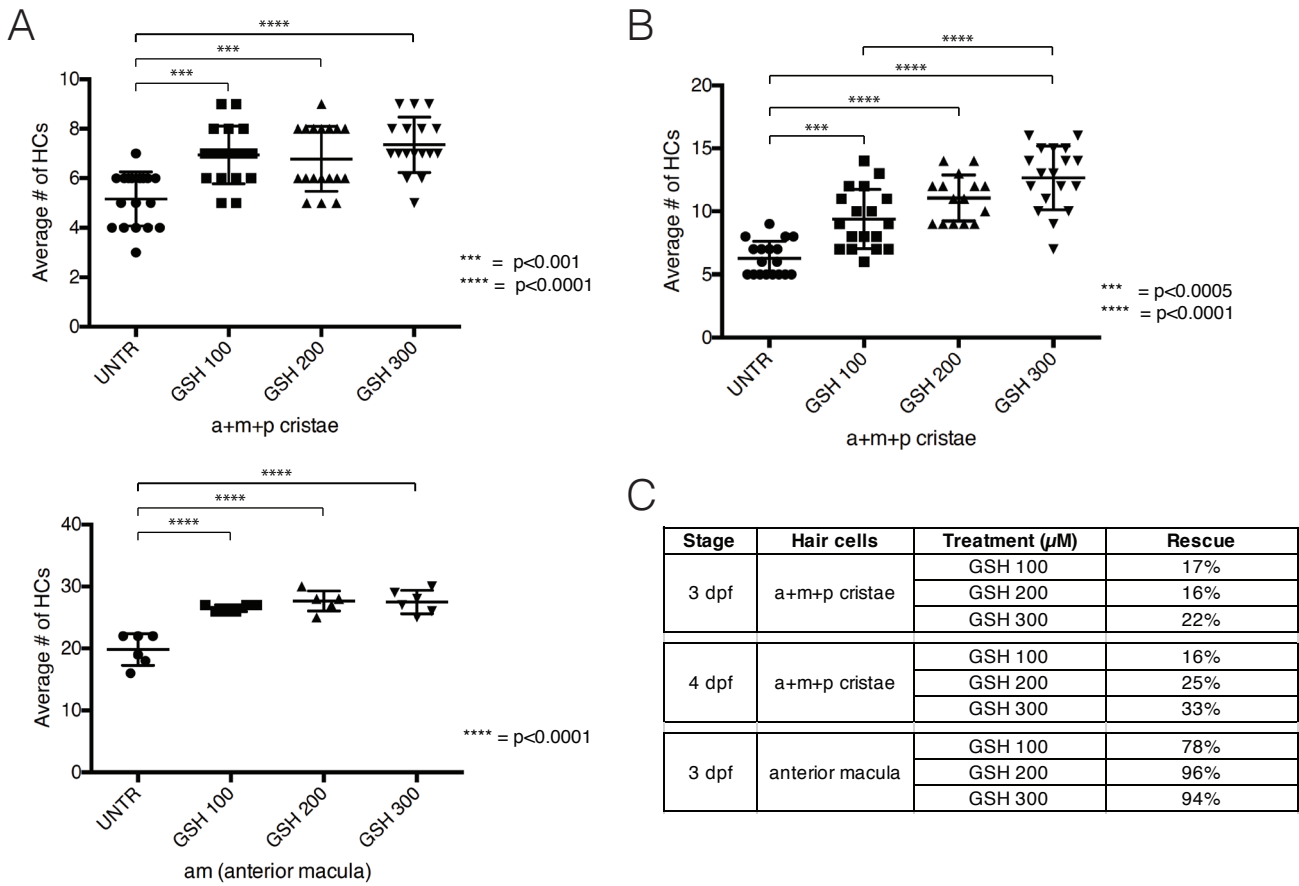 A
****
***
***
10
8
6
4
2
0
Average # of HCs
*** = p<0.001
**** = p<0.0001
UNTR
GSH 100
GSH 200
GSH 300
a+m+p cristae
B
****
****
****
***
20
15
10
5
0
Average # of HCs
*** = p<0.0005
**** = p<0.0001
UNTR
GSH 100
GSH 200
GSH 300
a+m+p cristae
****
****
****
40
30
20
10
0
Average # of HCs
**** = p<0.0001
UNTR
GSH 100
GSH 200
GSH 300
am (anterior macula)
C
Stage Hair cells Treatment (µM) Rescue
3 dpf a+m+p cristae GSH 100 17%
GSH 200 16%
GSH 300 22%
4 dpf a+m+p cristae GSH 100 16%
GSH 200 25%
GSH 300 33%
3 dpf anterior macula GSH 100 78%
GSH 200 96%
GSH 300 94%